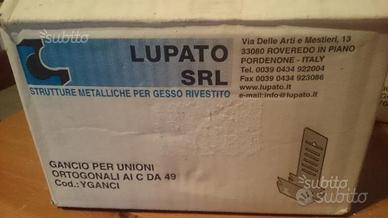 subito
LUPATO
SRL
STRUTTURE METALLICHE PER GESSO RIVESTITO
Via Delle Arti e Mestieri, 13
33080 ROVEREDO IN PIANO
PORDENONE - ITALY
Tel. 0039 0434 922004
Fax 0039 0434 923086
www.lupato.it
e-mail:info@lupato.it
GANCIO PER UNIONI
ORTOGONALI AI C DA 49
Cod.:YGANCI
subito
subito